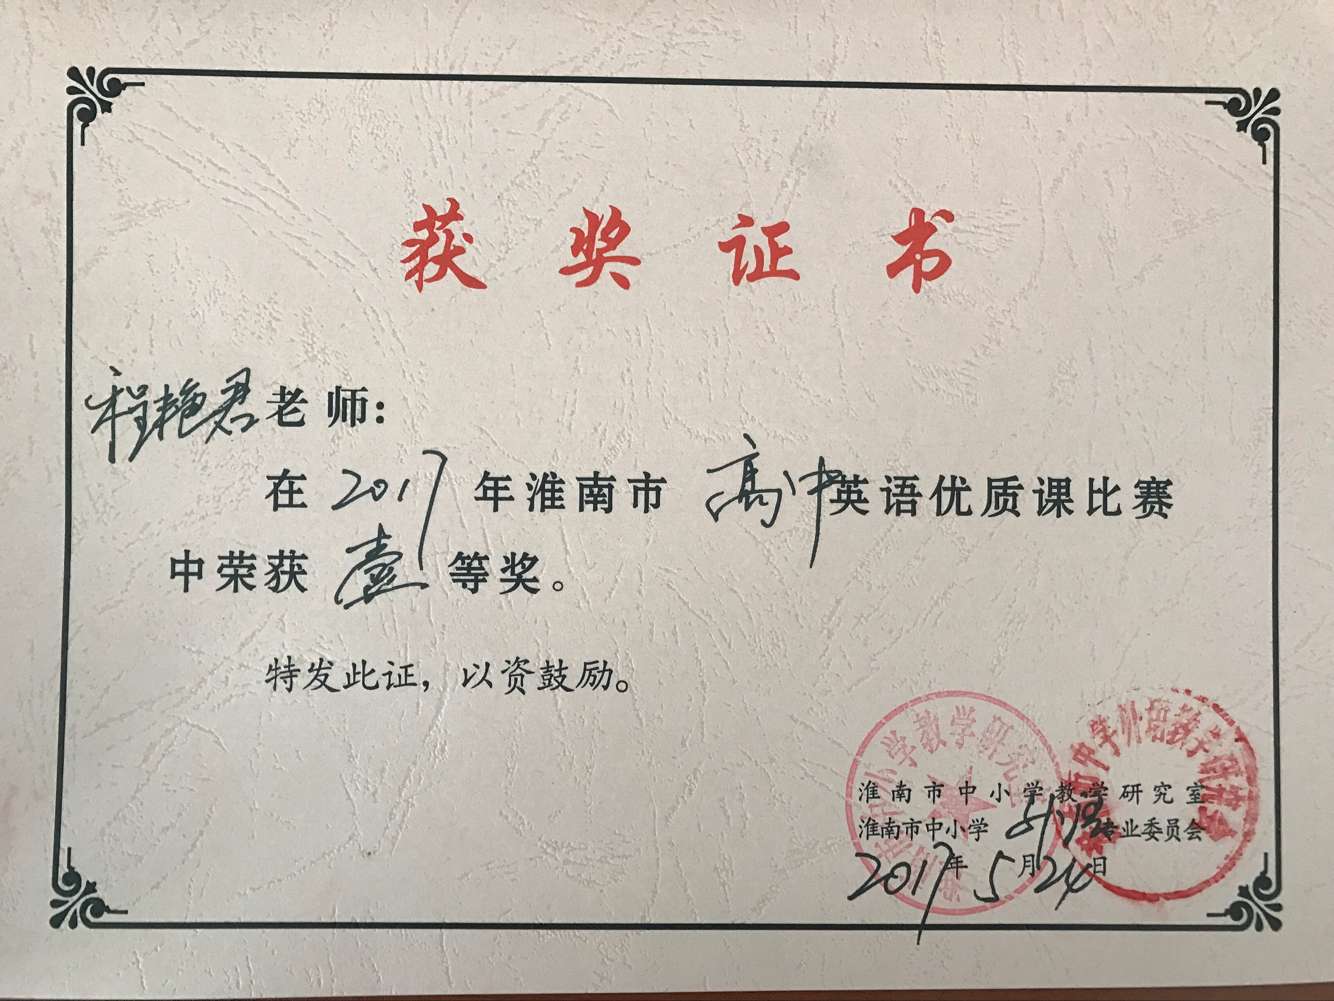 获奖证书
程艳君老师:
在2017年淮南市高中英语优质课比赛
中荣获壹等奖。
特发此证，以资鼓励。
淮南市中小学教学研究室
淮南市中小学外语专业委员会
2017年5月24日